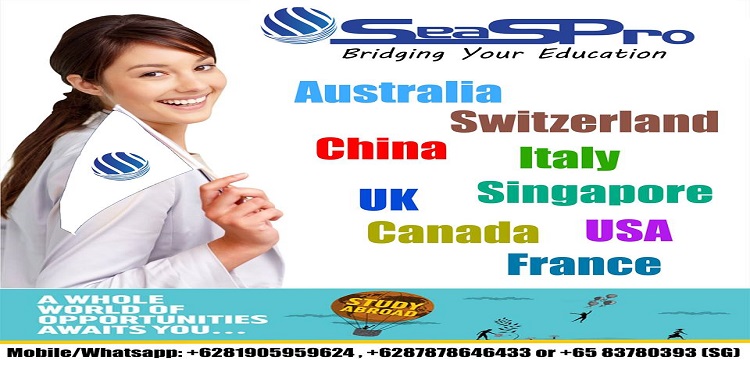 SeaSPro
Bridging Your Education
Australia
Switzerland
China
Italy
Singapore
UK
Canada
USA
France
A WHOLE
WORLD OF
OPPORTUNITIES
AWAITS YOU...
STUDY
ABROAD
Mobile/Whatsapp: +6281905959624 , +6287878646433 or +65 83780393 (SG)